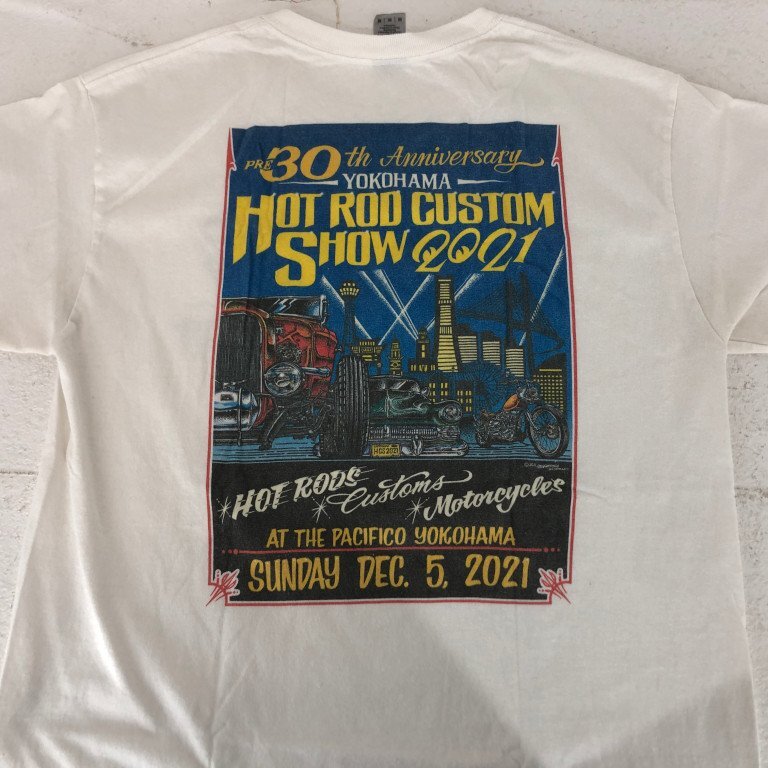 PRE 30th Anniversary
YOKOHAMA
HOT ROD CUSTOM
SHOW 2021
HCS2021
HOT RODS
Customs
Motorcycles
AT THE PACIFICO YOKOHAMA
SUNDAY DEC. 5, 2021